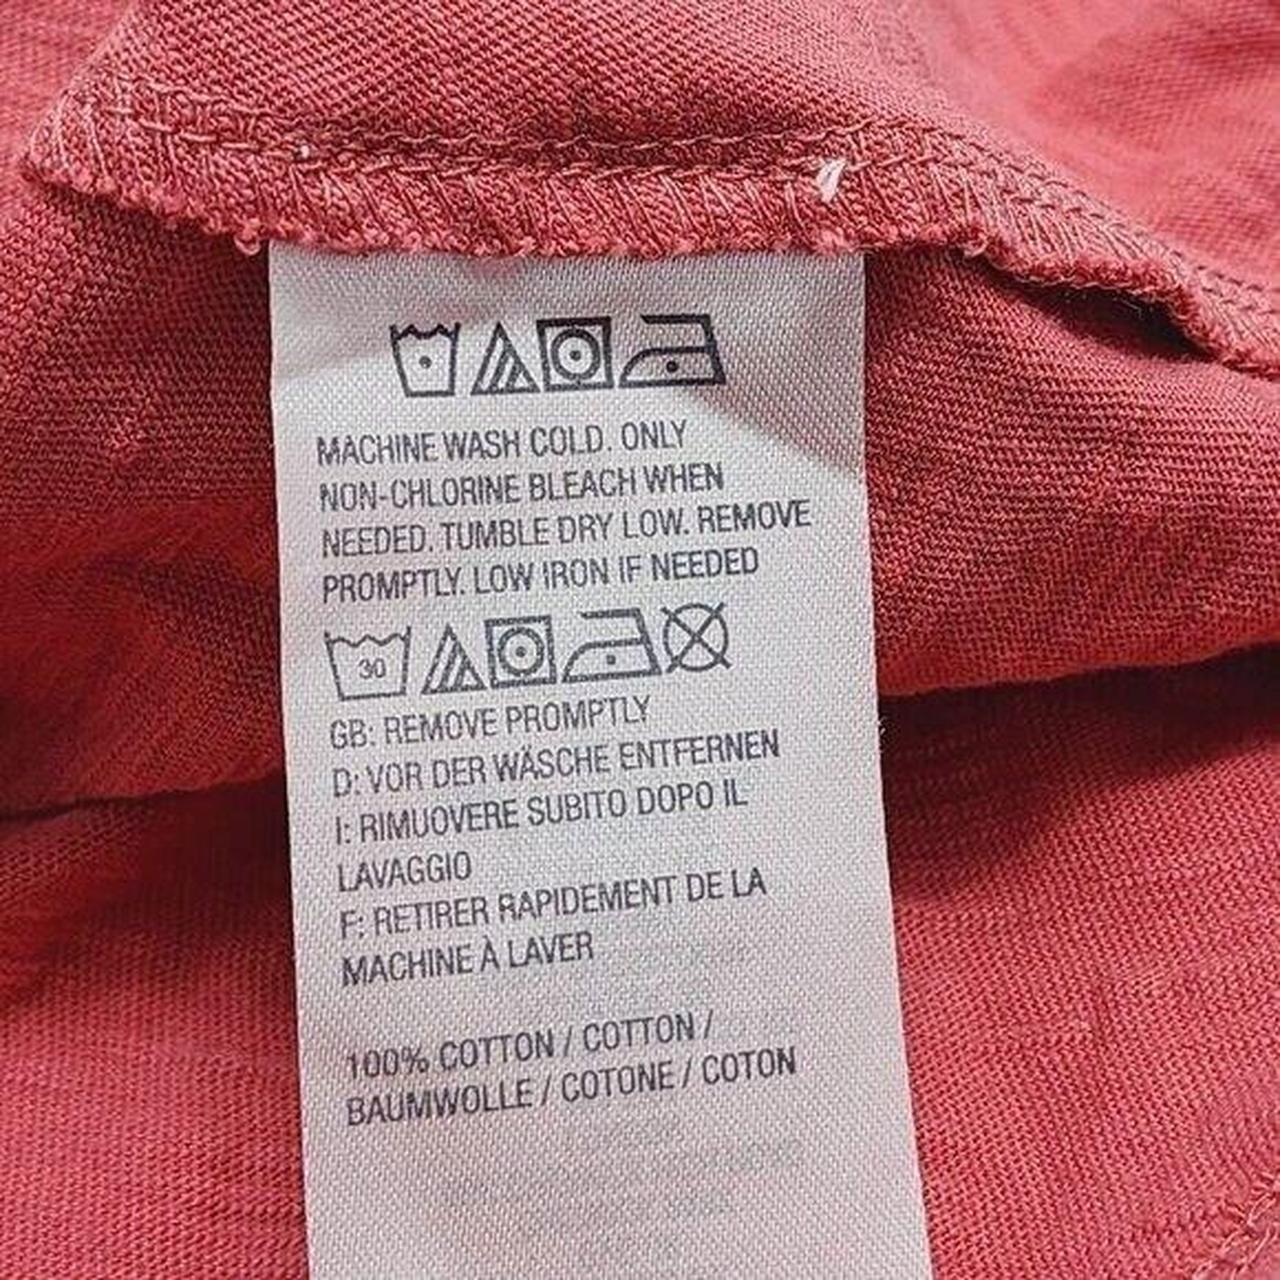 MACHINE WASH COLD. ONLY
NON-CHLORINE BLEACH WHEN
NEEDED. TUMBLE DRY LOW. REMOVE
PROMPTLY. LOW IRON IF NEEDED
30
GB: REMOVE PROMPTLY
D: VOR DER WÄSCHE ENTFERNEN
I: RIMUOVERE SUBITO DOPO IL
LAVAGGIO
F: RETIRER RAPIDEMENT DE LA
MACHINE À LAVER
100% COTTON / COTTON /
BAUMWOLLE / COTONE / COTON